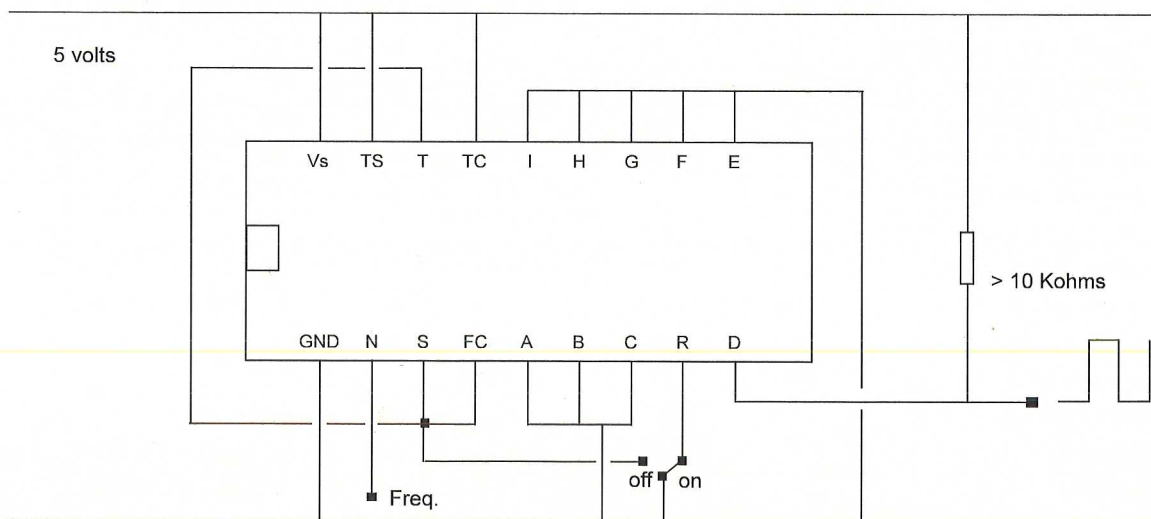 5 volts
Vs TS T TC I H G F E
> 10 Kohms
GND N S FC A B C R D
off on
Freq.